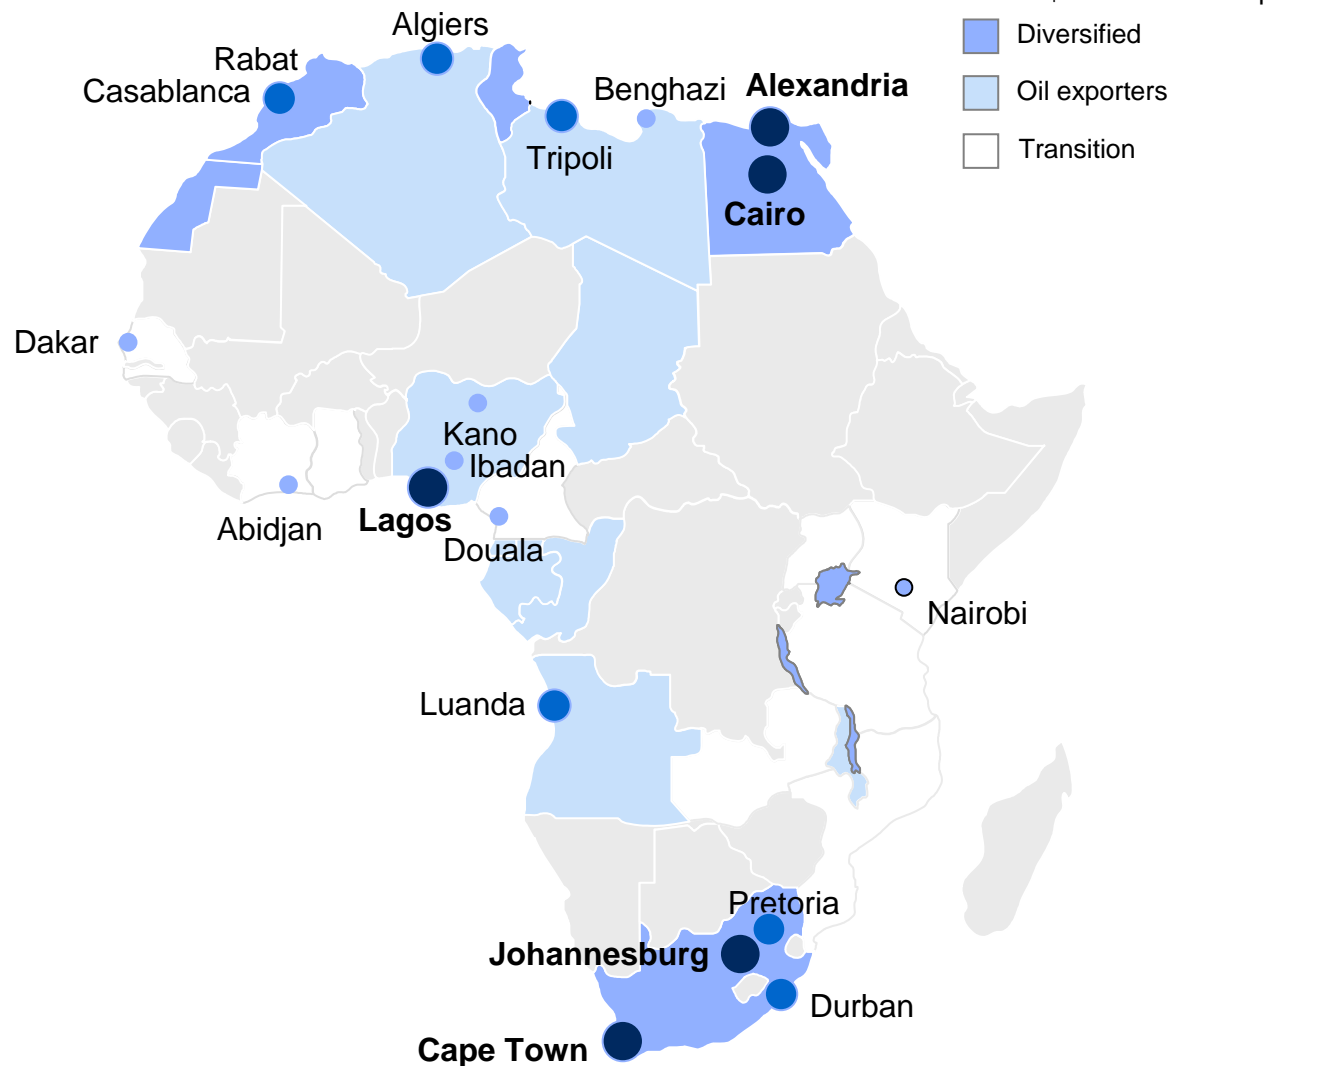 Algiers
Rabat
Casablanca
Benghazi
Alexandria
Tripoli
Cairo
Diversified
Oil exporters
Transition
Dakar
Kano
Ibadan
Lagos
Abidjan
Douala
Nairobi
Luanda
Pretoria
Johannesburg
Durban
Cape Town